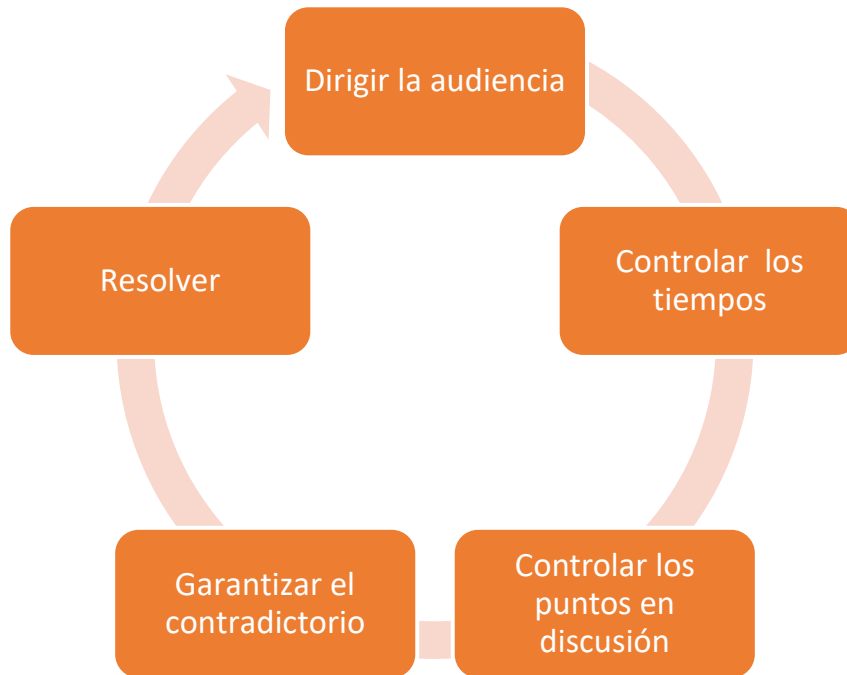 Dirigir la audiencia
Controlar los
tiempos
Controlar los
puntos en
discusión
Garantizar el
contradictorio
Resolver